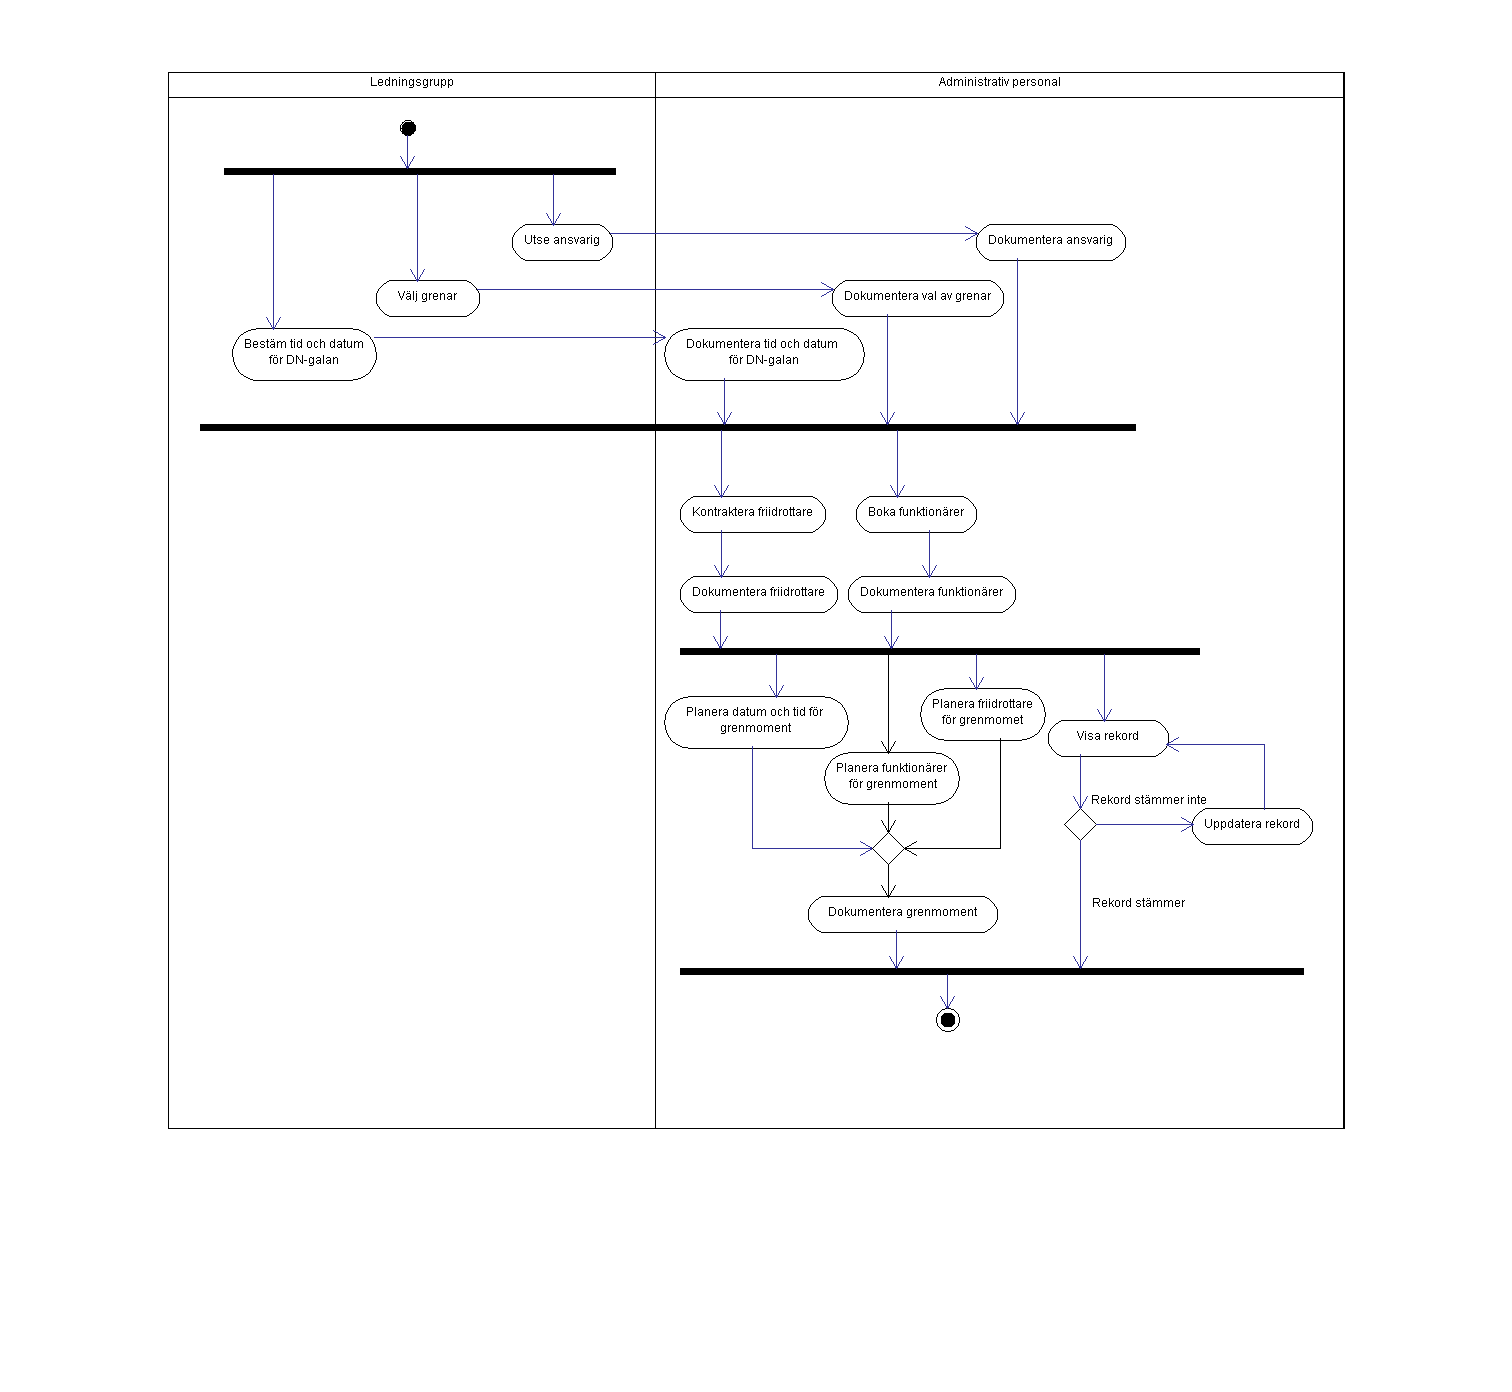 Ledningsgrupp
Administrativ personal
Utse ansvarig
Dokumentera ansvarig
Välj grenar
Dokumentera val av grenar
Bestäm tid och datum
för DN-galan
Dokumentera tid och datum
för DN-galan
Kontraktera friidrottare
Boka funktionärer
Dokumentera friidrottare
Dokumentera funktionärer
Planera datum och tid för
grenmoment
Planera friidrottare
för grenmomet
Visa rekord
Planera funktionärer
för grenmoment
Rekord stämmer inte
Uppdatera rekord
Rekord stämmer
Dokumentera grenmoment